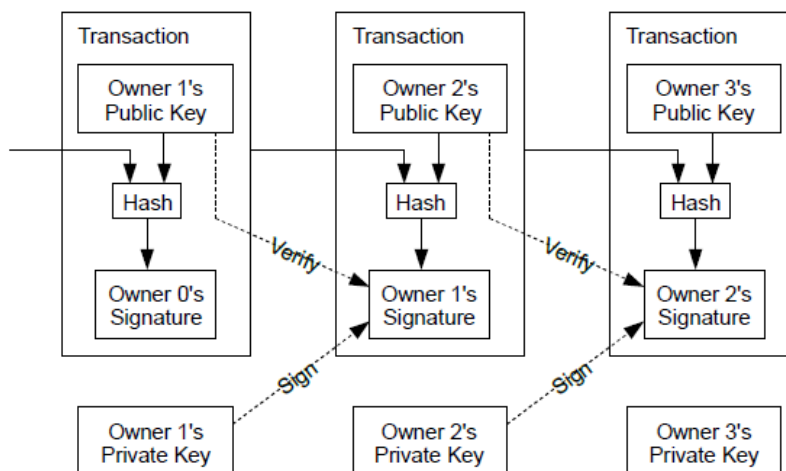 Transaction
Transaction
Transaction
Owner 1's
Public Key
Owner 2's
Public Key
Owner 3's
Public Key
Hash
Hash
Hash
Verify
Verify
Owner 0's
Signature
Owner 1's
Signature
Owner 2's
Signature
Sign
Sign
Owner 1's
Private Key
Owner 2's
Private Key
Owner 3's
Private Key